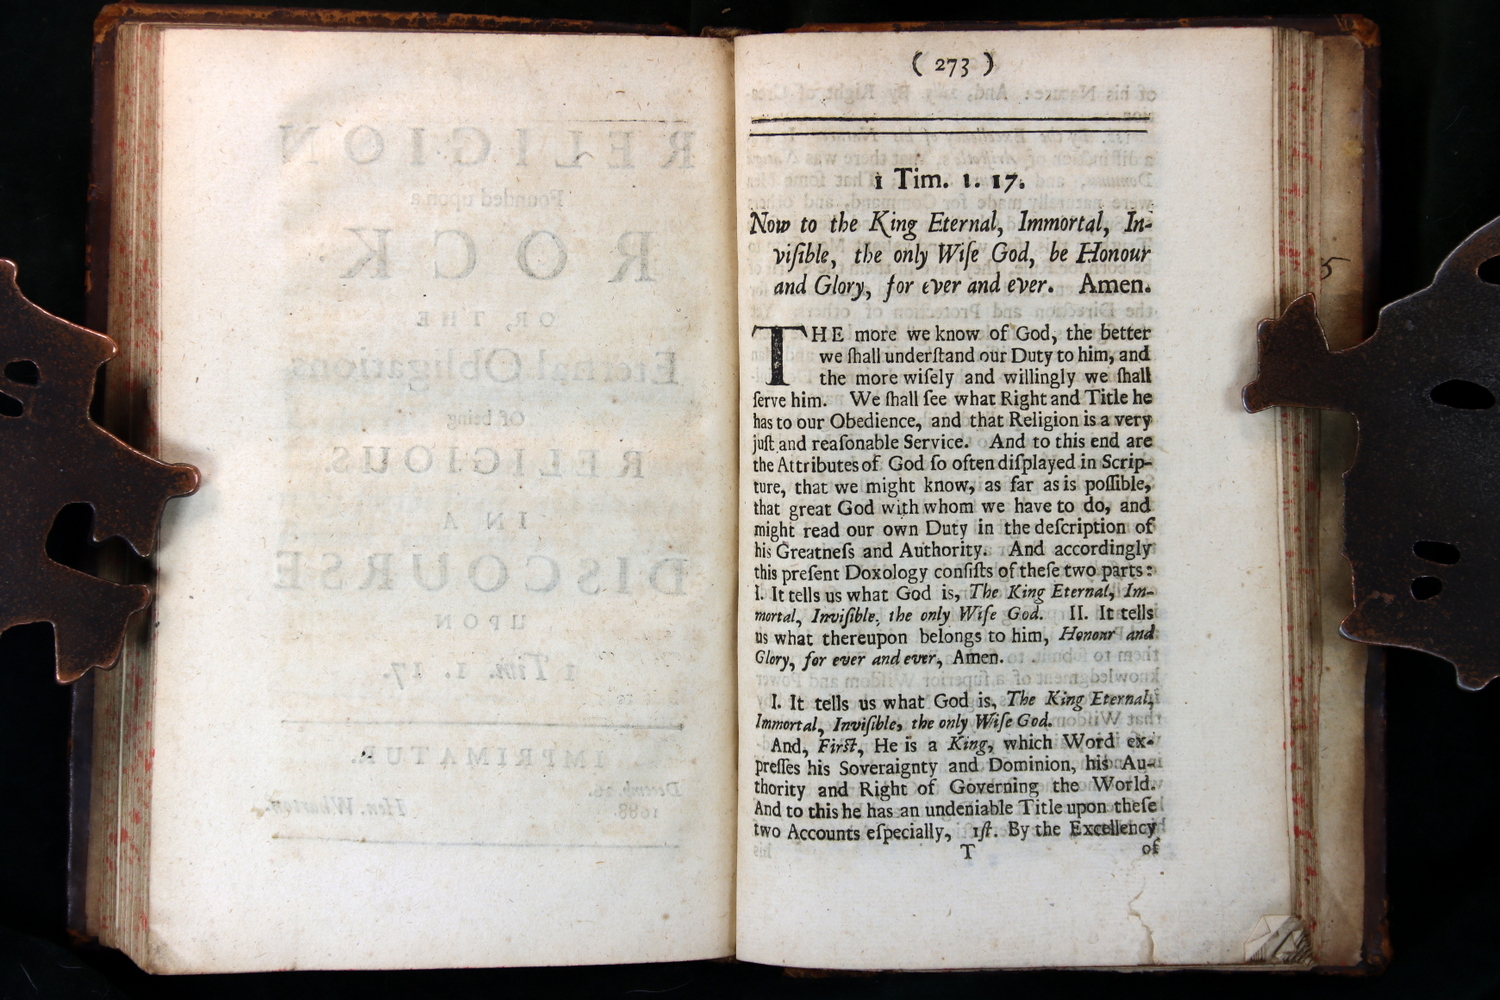 ( 273 )
1 Tim. 1. 17.
Now to the King Eternal, Immortal, In-
viſible, the only Wiſe God, be Honour
and Glory, for ever and ever. Amen.
THE more we know of God, the better
we ſhall underſtand our Duty to him, and
the more wiſely and willingly we ſhall
ſerve him. We ſhall ſee what Right and Title he
has to our Obedience, and that Religion is a very
juſt and reaſonable Service. And to this end are
the Attributes of God ſo often diſplayed in Scrip-
ture, that we might know, as far as is poſſible,
that great God with whom we have to do, and
might read our own Duty in the deſcription of
his Greatneſs and Authority. And accordingly
this preſent Doxology conſiſts of theſe two parts:
I. It tells us what God is, The King Eternal, Im-
mortal, Inviſible, the only Wiſe God. II. It tells
us what thereupon belongs to him, Honour and
Glory, for ever and ever, Amen.
I. It tells us what God is, The King Eternal,
Immortal, Inviſible, the only Wiſe God.
And, Firſt, He is a King, which Word ex-
preſſes his Soveraignty and Dominion, his Au-
thority and Right of Governing the World.
And to this he has an undeniable Title upon theſe
two Accounts eſpecially, 1ſt. By the Excellency
T of